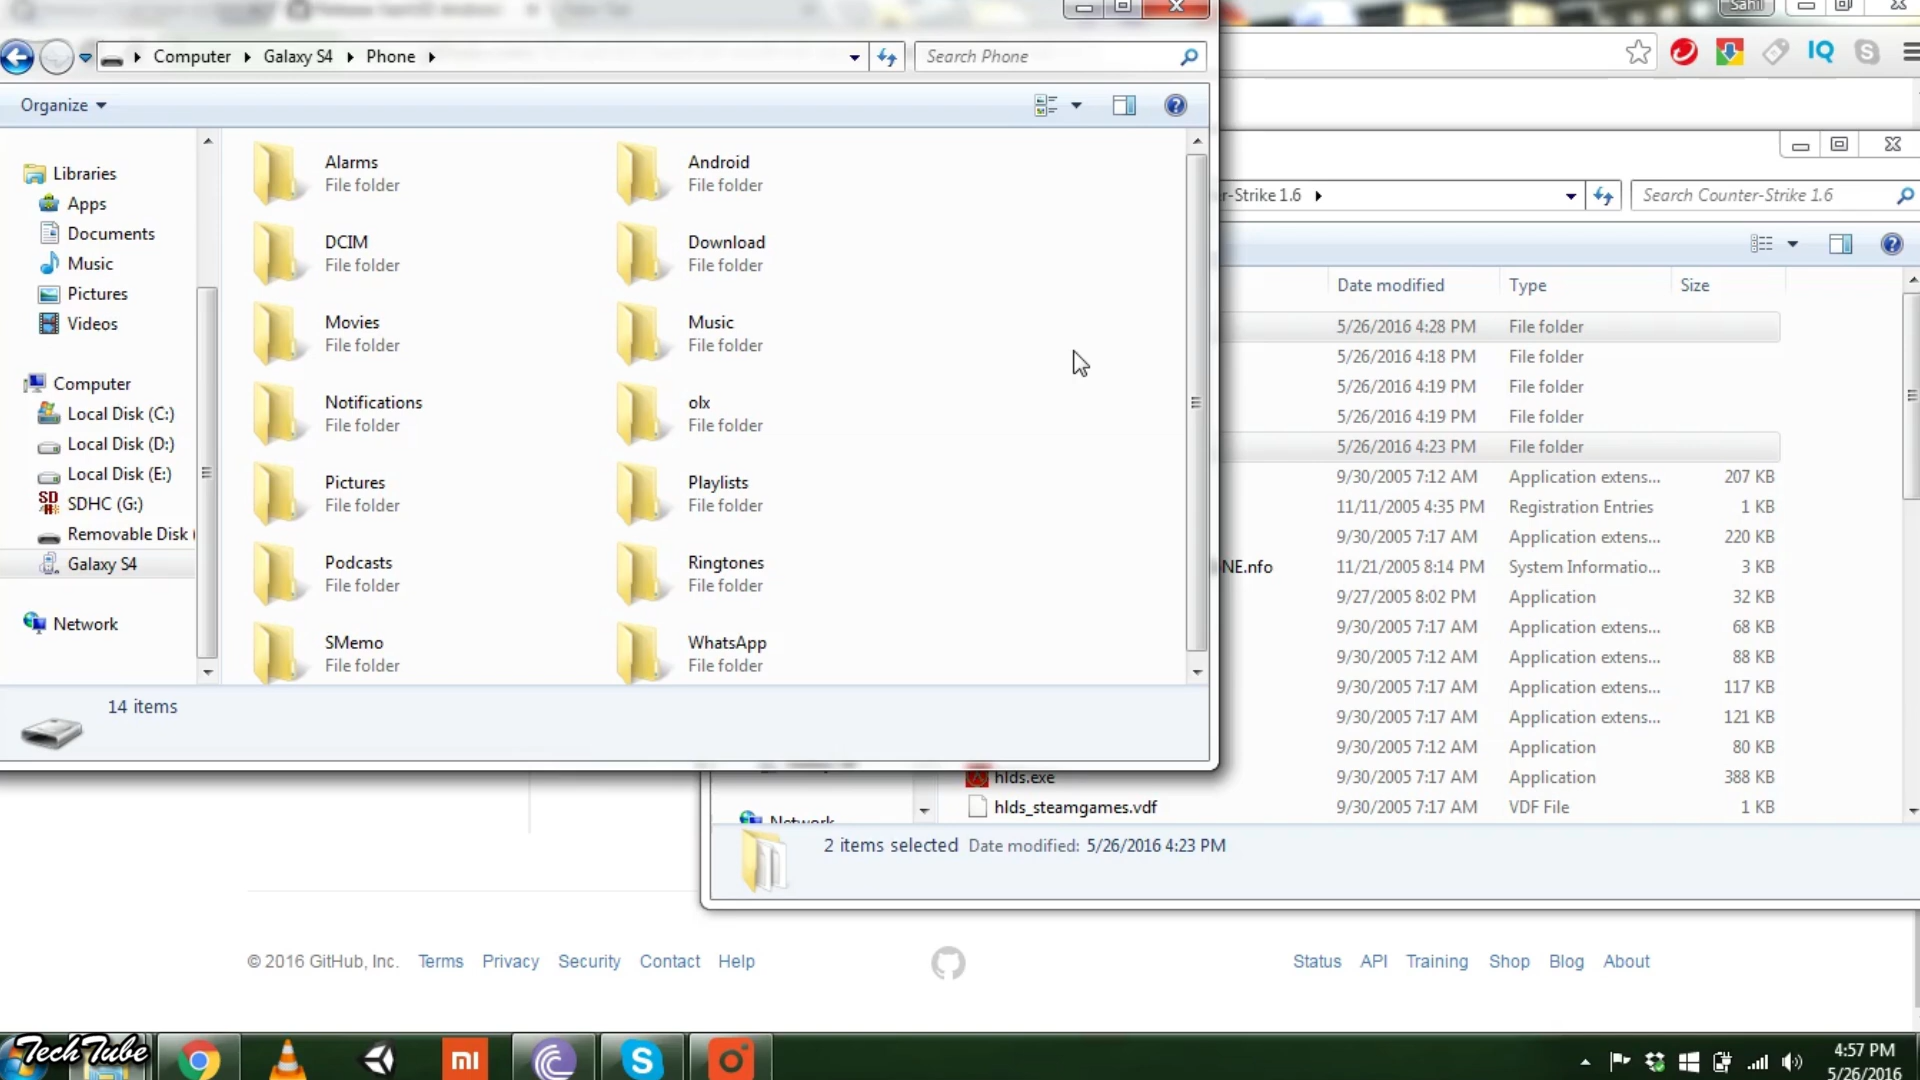 Sahil
Computer Galaxy S4 Phone
Search Phone
Organize
Libraries
Apps
Documents
Music
Pictures
Videos
Computer
Local Disk (C:)
Local Disk (D:)
Local Disk (E:)
SDHC (G:)
Removable Disk
Galaxy S4
Network
Alarms
File folder
Android
File folder
DCIM
File folder
Download
File folder
Movies
File folder
Music
File folder
Notifications
File folder
olx
File folder
Pictures
File folder
Playlists
File folder
Podcasts
File folder
Ringtones
File folder
SMemo
File folder
WhatsApp
File folder
14 items
r-Strike 1.6
Search Counter-Strike 1.6
Date modified Type Size
5/26/2016 4:28 PM File folder
5/26/2016 4:18 PM File folder
5/26/2016 4:19 PM File folder
5/26/2016 4:19 PM File folder
5/26/2016 4:23 PM File folder
9/30/2005 7:12 AM Application extens... 207 KB
11/11/2005 4:35 PM Registration Entries 1 KB
9/30/2005 7:17 AM Application extens... 220 KB
NE.nfo 11/21/2005 8:14 PM System Informatio... 3 KB
9/27/2005 8:02 PM Application 32 KB
9/30/2005 7:17 AM Application extens... 68 KB
9/30/2005 7:12 AM Application extens... 88 KB
9/30/2005 7:17 AM Application extens... 117 KB
9/30/2005 7:17 AM Application extens... 121 KB
9/30/2005 7:12 AM Application 80 KB
hlds.exe 9/30/2005 7:17 AM Application 388 KB
hlds_steamgames.vdf 9/30/2005 7:17 AM VDF File 1 KB
Network
2 items selected Date modified: 5/26/2016 4:23 PM
© 2016 GitHub, Inc. Terms Privacy Security Contact Help
Status API Training Shop Blog About
TechTube
4:57 PM
5/26/2016